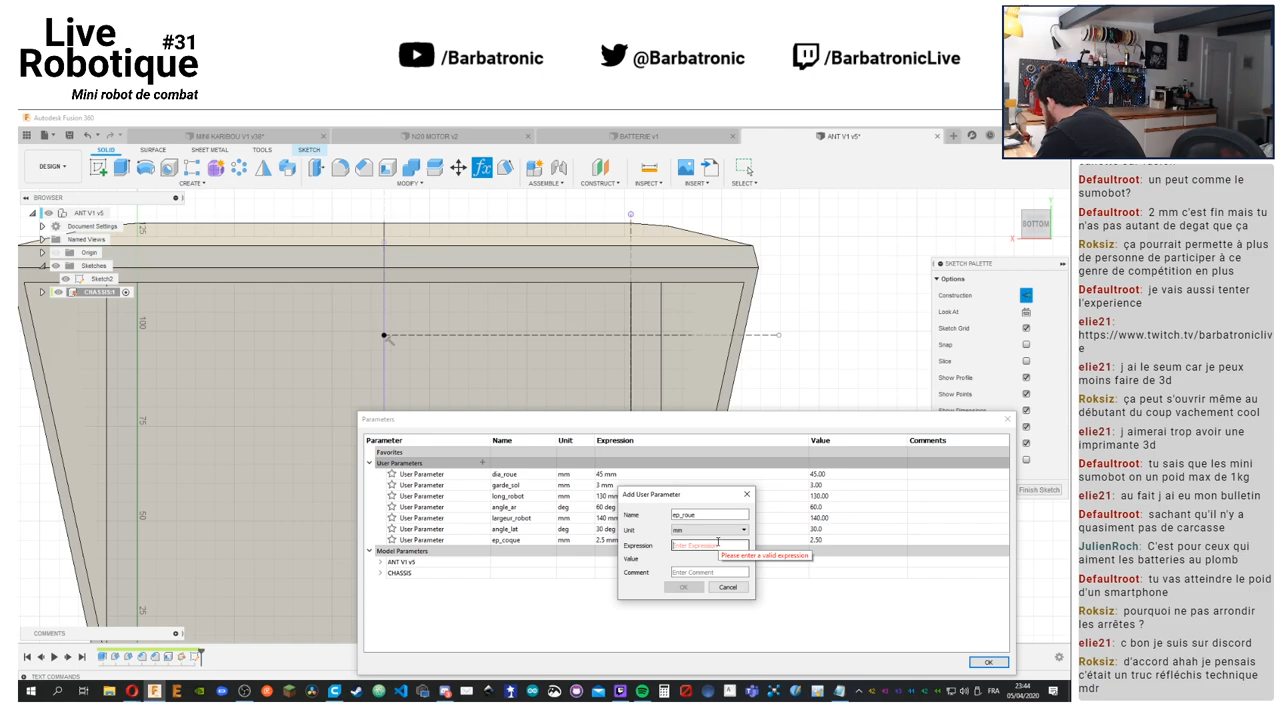 Live
Robotique #31
Mini robot de combat
/Barbatronic
@Barbatronic
/BarbatronicLive
Autodesk Fusion 360
MINI KARIBOU V1 v38*
N20 MOTOR v2
BATTERIE v1
ANT V1 v5*
SOLID SURFACE SHEET METAL TOOLS SKETCH
DESIGN
CREATE MODIFY ASSEMBLE CONSTRUCT INSPECT INSERT SELECT
BROWSER
ANT V1 v5
Document Settings
Named Views
Origin
Sketches
Sketch2
CHASSIS:1
125
100
75
50
25
BOTTOM
Y
X
SKETCH PALETTE
Options
Construction
Look At
Sketch Grid
Snap
Slice
Show Profile
Show Points
Show Dimensions
Finish Sketch
Parameters
Parameter Name Unit Expression Value Comments
Favorites
User Parameters
User Parameter dia_roue mm 45 mm 45.00
User Parameter garde_sol mm 3 mm 3.00
User Parameter long_robot mm 130 mm 130.00
User Parameter angle_ar deg 60 deg 60.0
User Parameter largeur_robot mm 140 mm 140.00
User Parameter angle_lat deg 30 deg 30.0
User Parameter ep_coque mm 2.5 mm 2.50
Model Parameters
ANT V1 v5
CHASSIS
OK
Add User Parameter
Name ep_roue
Unit mm
Expression Enter Expression
Please enter a valid expression
Value
Comment Enter Comment
OK Cancel
COMMENTS
TEXT COMMANDS
FRA
23:44
05/04/2020
Defaultroot: un peut comme le
sumobot?
Defaultroot: 2 mm c'est fin mais tu
n'as pas autant de degat que ça
Roksiz: ça pourrait permette à plus
de personne de participer à ce
genre de compétition en plus
Defaultroot: je vais aussi tenter
l'experience
elie21:
https://www.twitch.tv/barbatronicliv
e
elie21: j ai le seum car je peux
moins faire de 3d
Roksiz: ça peut s'ouvrir même au
débutant du coup vachement cool
elie21: j aimerai trop avoir une
imprimante 3d
Defaultroot: tu sais que les mini
sumobot on un poid max de 1kg
elie21: au fait j ai eu mon bulletin
Defaultroot: sachant qu'il n'y a
quasiment pas de carcasse
JulienRoch: C'est pour ceux qui
aiment les batteries au plomb
Defaultroot: tu vas atteindre le poid
d'un smartphone
Roksiz: pourquoi ne pas arrondir
les arrêtes ?
elie21: c bon je suis sur discord
Roksiz: d'accord ahah je pensais
c'était un truc réfléchis technique
mdr